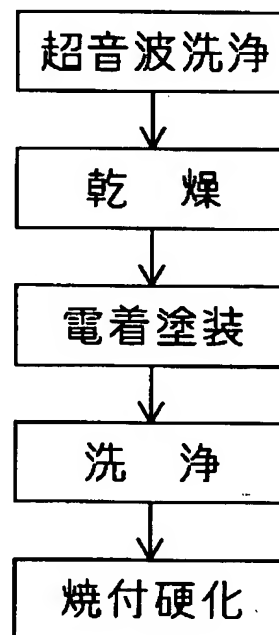 超音波洗浄
乾 燥
電着塗装
洗 浄
焼付硬化